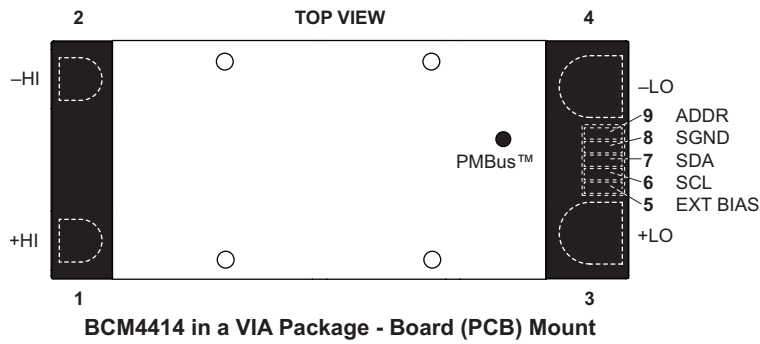 2 TOP VIEW 4
–HI
–LO
9 ADDR
8 SGND
PMBus™ 7 SDA
6 SCL
5 EXT BIAS
+HI
+LO
1 3
BCM4414 in a VIA Package - Board (PCB) Mount